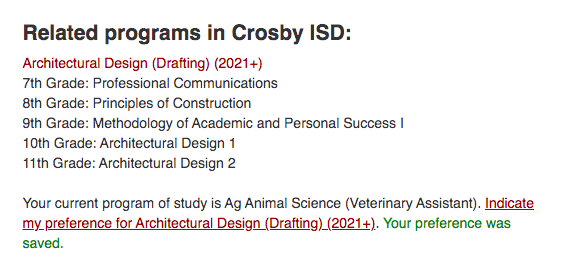 Related programs in Crosby ISD:
Architectural Design (Drafting) (2021+)
7th Grade: Professional Communications
8th Grade: Principles of Construction
9th Grade: Methodology of Academic and Personal Success I
10th Grade: Architectural Design 1
11th Grade: Architectural Design 2
Your current program of study is Ag Animal Science (Veterinary Assistant). Indicate
my preference for Architectural Design (Drafting) (2021+). Your preference was
saved.